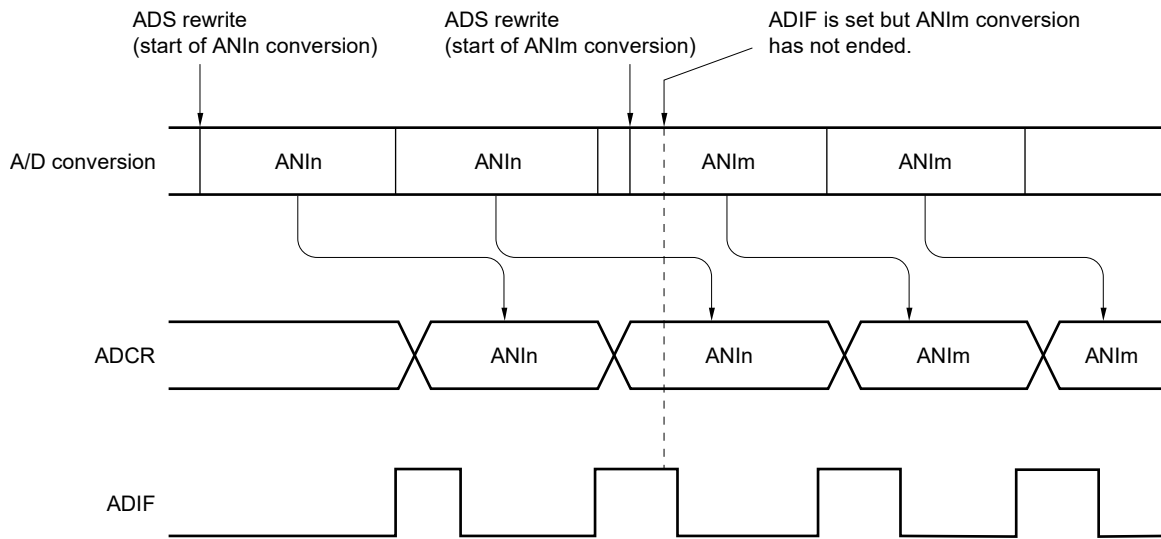 ADS rewrite
(start of ANIn conversion)
ADS rewrite
(start of ANIm conversion)
ADIF is set but ANIm conversion
has not ended.
A/D conversion
ANIn
ANIn
ANIm
ANIm
ADCR
ANIn
ANIn
ANIm
ANIm
ADIF